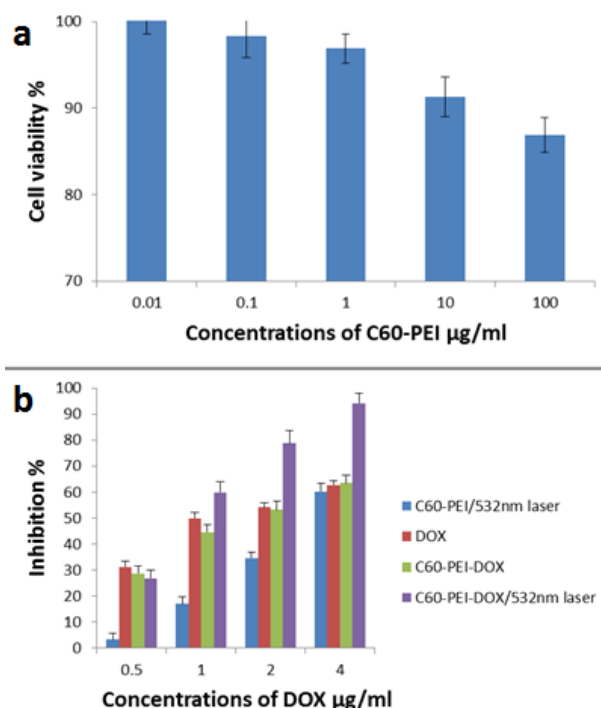 a
100
90
80
70
Cell viability %
0.01 0.1 1 10 100
Concentrations of C60-PEI µg/ml
b
100
90
80
70
60
50
40
30
20
10
0
Inhibition %
0.5 1 2 4
Concentrations of DOX µg/ml
C60-PEI/532nm laser
DOX
C60-PEI-DOX
C60-PEI-DOX/532nm laser